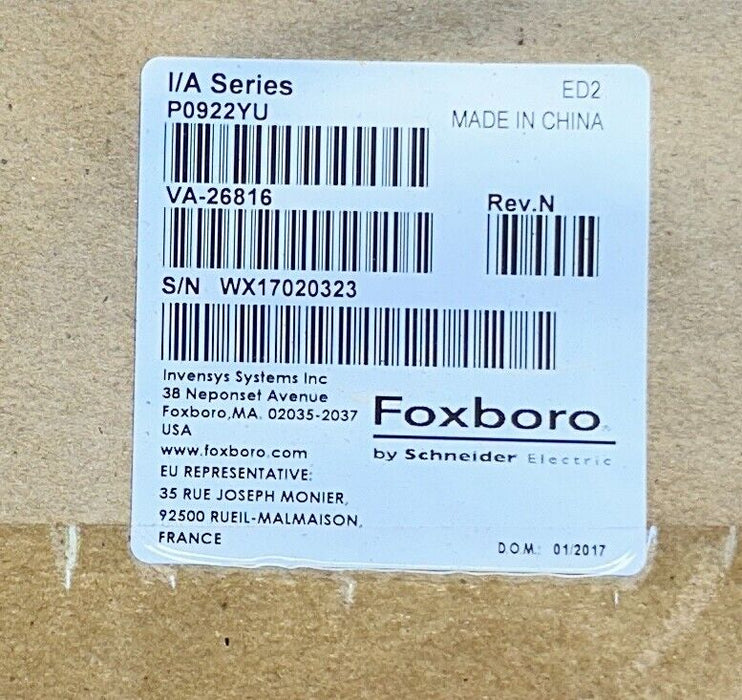 I/A Series
ED2
P0922YU
MADE IN CHINA
VA-26816
Rev.N
S/N WX17020323
Invensys Systems Inc
38 Neponset Avenue
Foxboro,MA. 02035-2037
USA
www.foxboro.com
EU REPRESENTATIVE:
35 RUE JOSEPH MONIER,
92500 RUEIL-MALMAISON,
FRANCE
Foxboro®
by Schneider Electric
D.O.M.: 01/2017